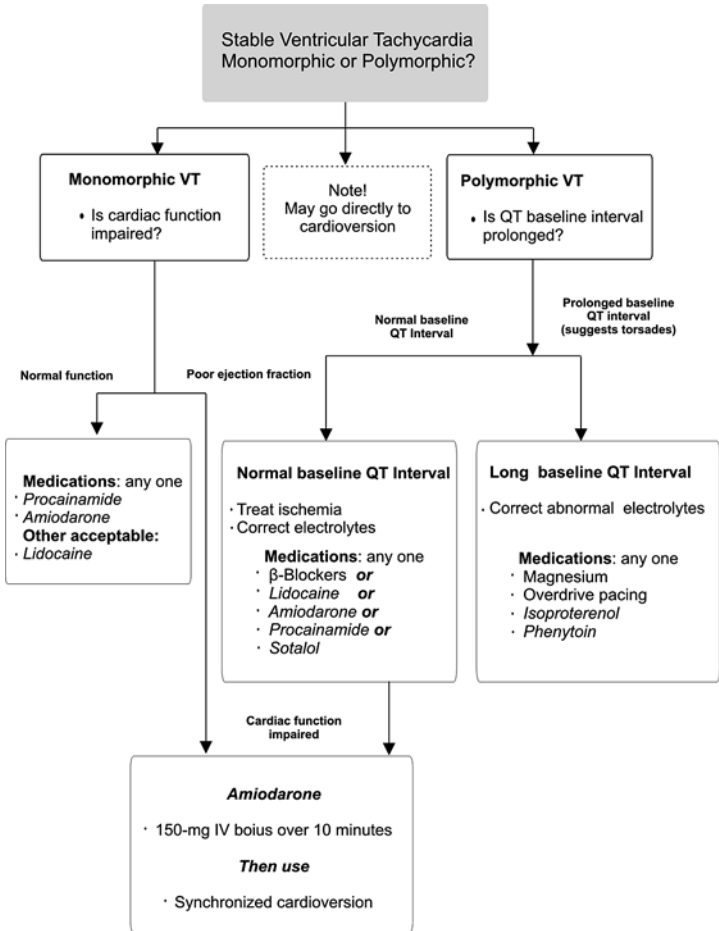 Stable Ventricular Tachycardia
Monomorphic or Polymorphic?
Monomorphic VT
• Is cardiac function
impaired?
Note!
May go directly to
cardioversion
Polymorphic VT
• Is QT baseline interval
prolonged?
Normal baseline
QT Interval
Prolonged baseline
QT interval
(suggests torsades)
Normal function
Poor ejection fraction
Medications: any one
· Procainamide
· Amiodarone
Other acceptable:
· Lidocaine
Normal baseline QT Interval
· Treat ischemia
· Correct electrolytes
Medications: any one
· β-Blockers or
· Lidocaine or
· Amiodarone or
· Procainamide or
· Sotalol
Long baseline QT Interval
· Correct abnormal electrolytes
Medications: any one
· Magnesium
· Overdrive pacing
· Isoproterenol
· Phenytoin
Cardiac function
impaired
Amiodarone
· 150-mg IV boius over 10 minutes
Then use
· Synchronized cardioversion